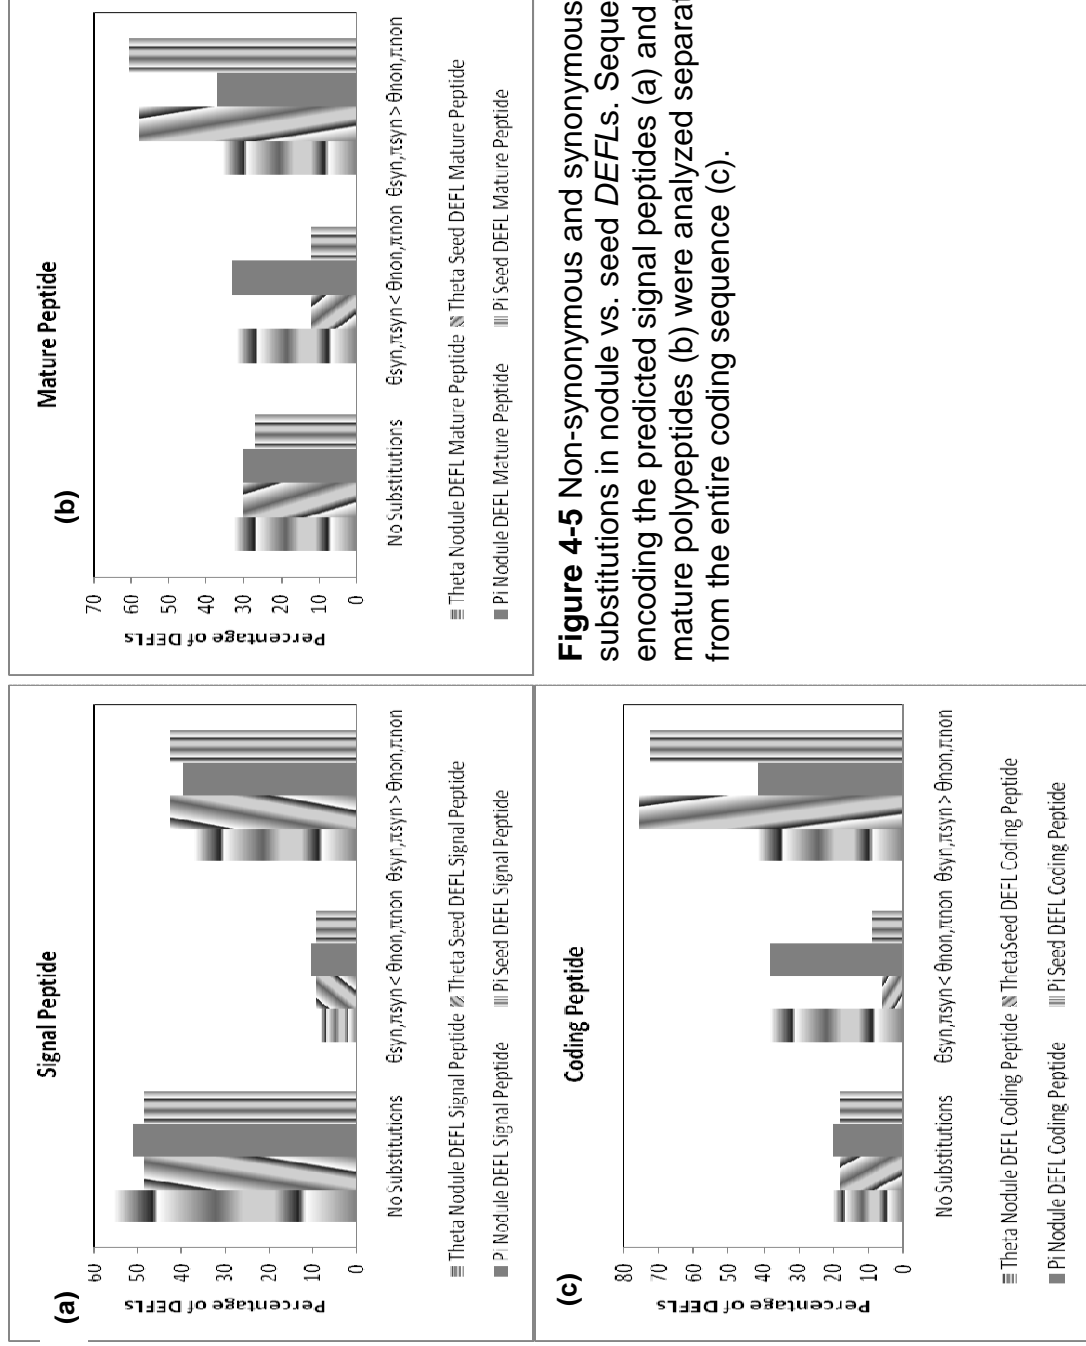 (a)
Signal Peptide
Percentage of DEFLs
60
50
40
30
20
10
0
No Substitutions
θsyn,πsyn < θnon,πnon
θsyn,πsyn > θnon,πnon
Theta Nodule DEFL Signal Peptide
Theta Seed DEFL Signal Peptide
Pi Nodule DEFL Signal Peptide
Pi Seed DEFL Signal Peptide
(b)
Mature Peptide
Percentage of DEFLs
70
60
50
40
30
20
10
0
No Substitutions
θsyn,πsyn < θnon,πnon
θsyn,πsyn > θnon,πnon
Theta Nodule DEFL Mature Peptide
Theta Seed DEFL Mature Peptide
Pi Nodule DEFL Mature Peptide
Pi Seed DEFL Mature Peptide
(c)
Coding Peptide
Percentage of DEFLs
80
70
60
50
40
30
20
10
0
No Substitutions
θsyn,πsyn < θnon,πnon
θsyn,πsyn > θnon,πnon
Theta Nodule DEFL Coding Peptide
ThetaSeed DEFL Coding Peptide
Pi Nodule DEFL Coding Peptide
Pi Seed DEFL Coding Peptide
Figure 4-5 Non-synonymous and synonymous
substitutions in nodule vs. seed DEFLs. Seque
encoding the predicted signal peptides (a) and
mature polypeptides (b) were analyzed separat
from the entire coding sequence (c).